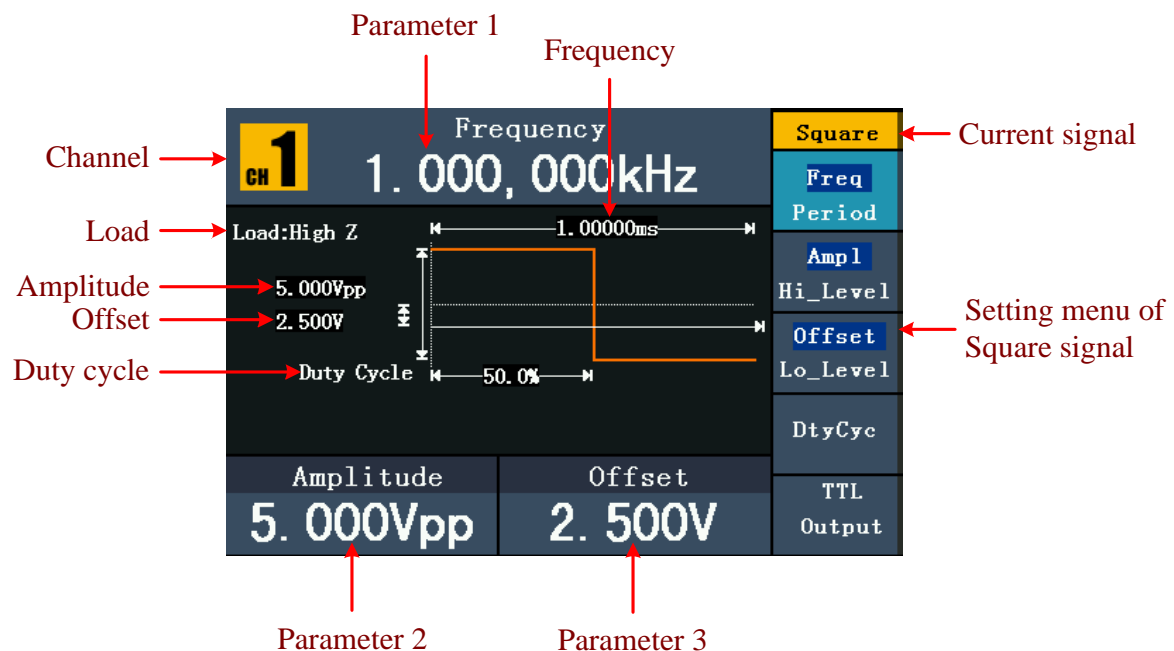 Parameter 1
Frequency
Channel
CH 1
Frequency
1.000,000kHz
Square
Current signal
Freq
Period
Load
Load:High Z
1.00000ms
Ampl
Hi_Level
Amplitude
5.000Vpp
Offset
2.500V
Offset
Lo_Level
Setting menu of
Square signal
Duty cycle
Duty Cycle
50.0%
DtyCyc
Amplitude
5.000Vpp
Offset
2.500V
TTL
Output
Parameter 2
Parameter 3